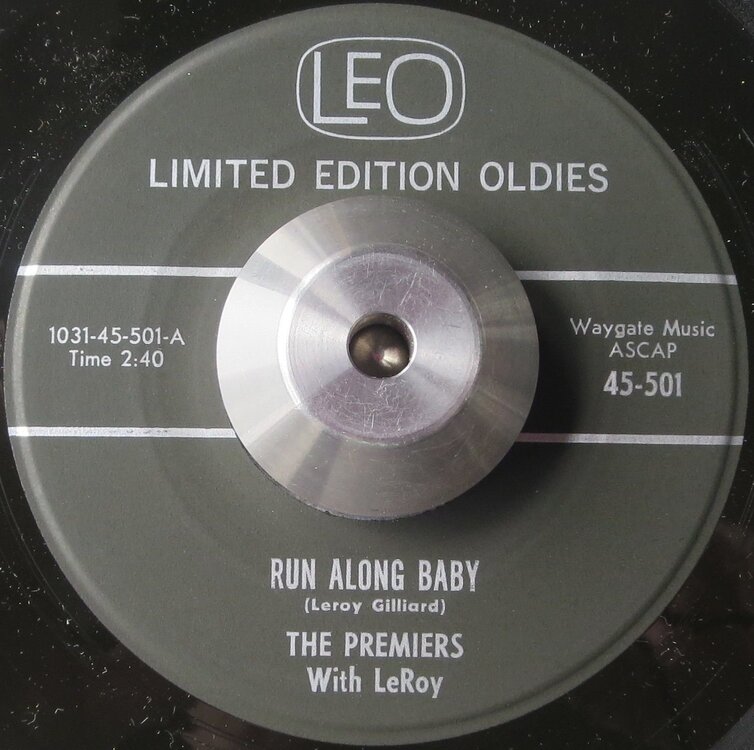 LEO
LIMITED EDITION OLDIES
1031-45-501-A
Time 2:40
Waygate Music
ASCAP
45-501
RUN ALONG BABY
(Leroy Gilliard)
THE PREMIERS
With LeRoy